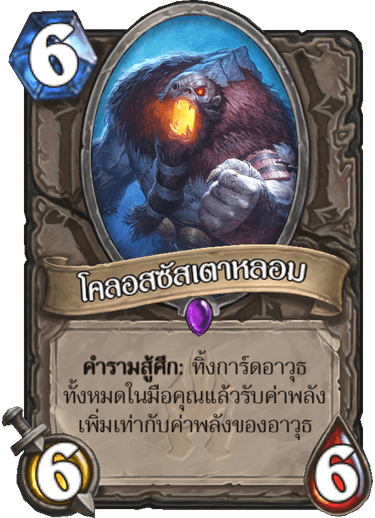 6
โคลอสซัสเตาหลอม
คำรามสู้ศึก: ทิ้งการ์ดอาวุธ
ทั้งหมดในมือคุณแล้วรับค่าพลัง
เพิ่มเท่ากับค่าพลังของอาวุธ
6
6